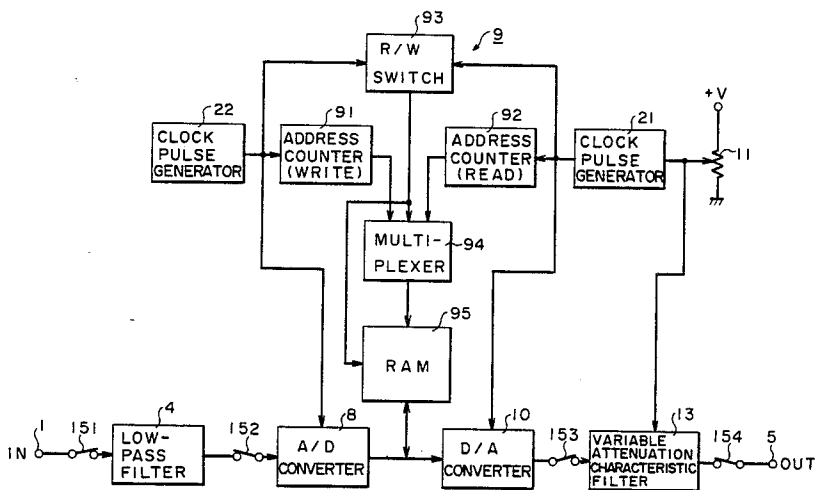 93
9
R/W
SWITCH
+V
22
91
92
21
11
CLOCK
PULSE
GENERATOR
ADDRESS
COUNTER
(WRITE)
ADDRESS
COUNTER
(READ)
CLOCK
PULSE
GENERATOR
MULTI-
PLEXER
94
95
RAM
1
151
4
152
8
10
153
13
154
5
IN
LOW-
PASS
FILTER
A/D
CONVERTER
D/A
CONVERTER
VARIABLE
ATTENUATION
CHARACTERISTIC
FILTER
OUT